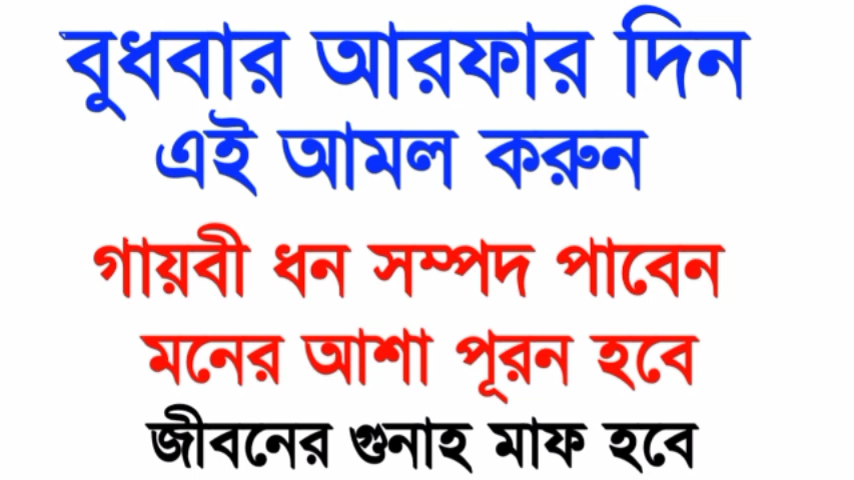 বুধবার আরফার দিন
এই আমল করুন
গায়বী ধন সম্পদ পাবেন
মনের আশা পূরন হবে
জীবনের গুনাহ মাফ হবে